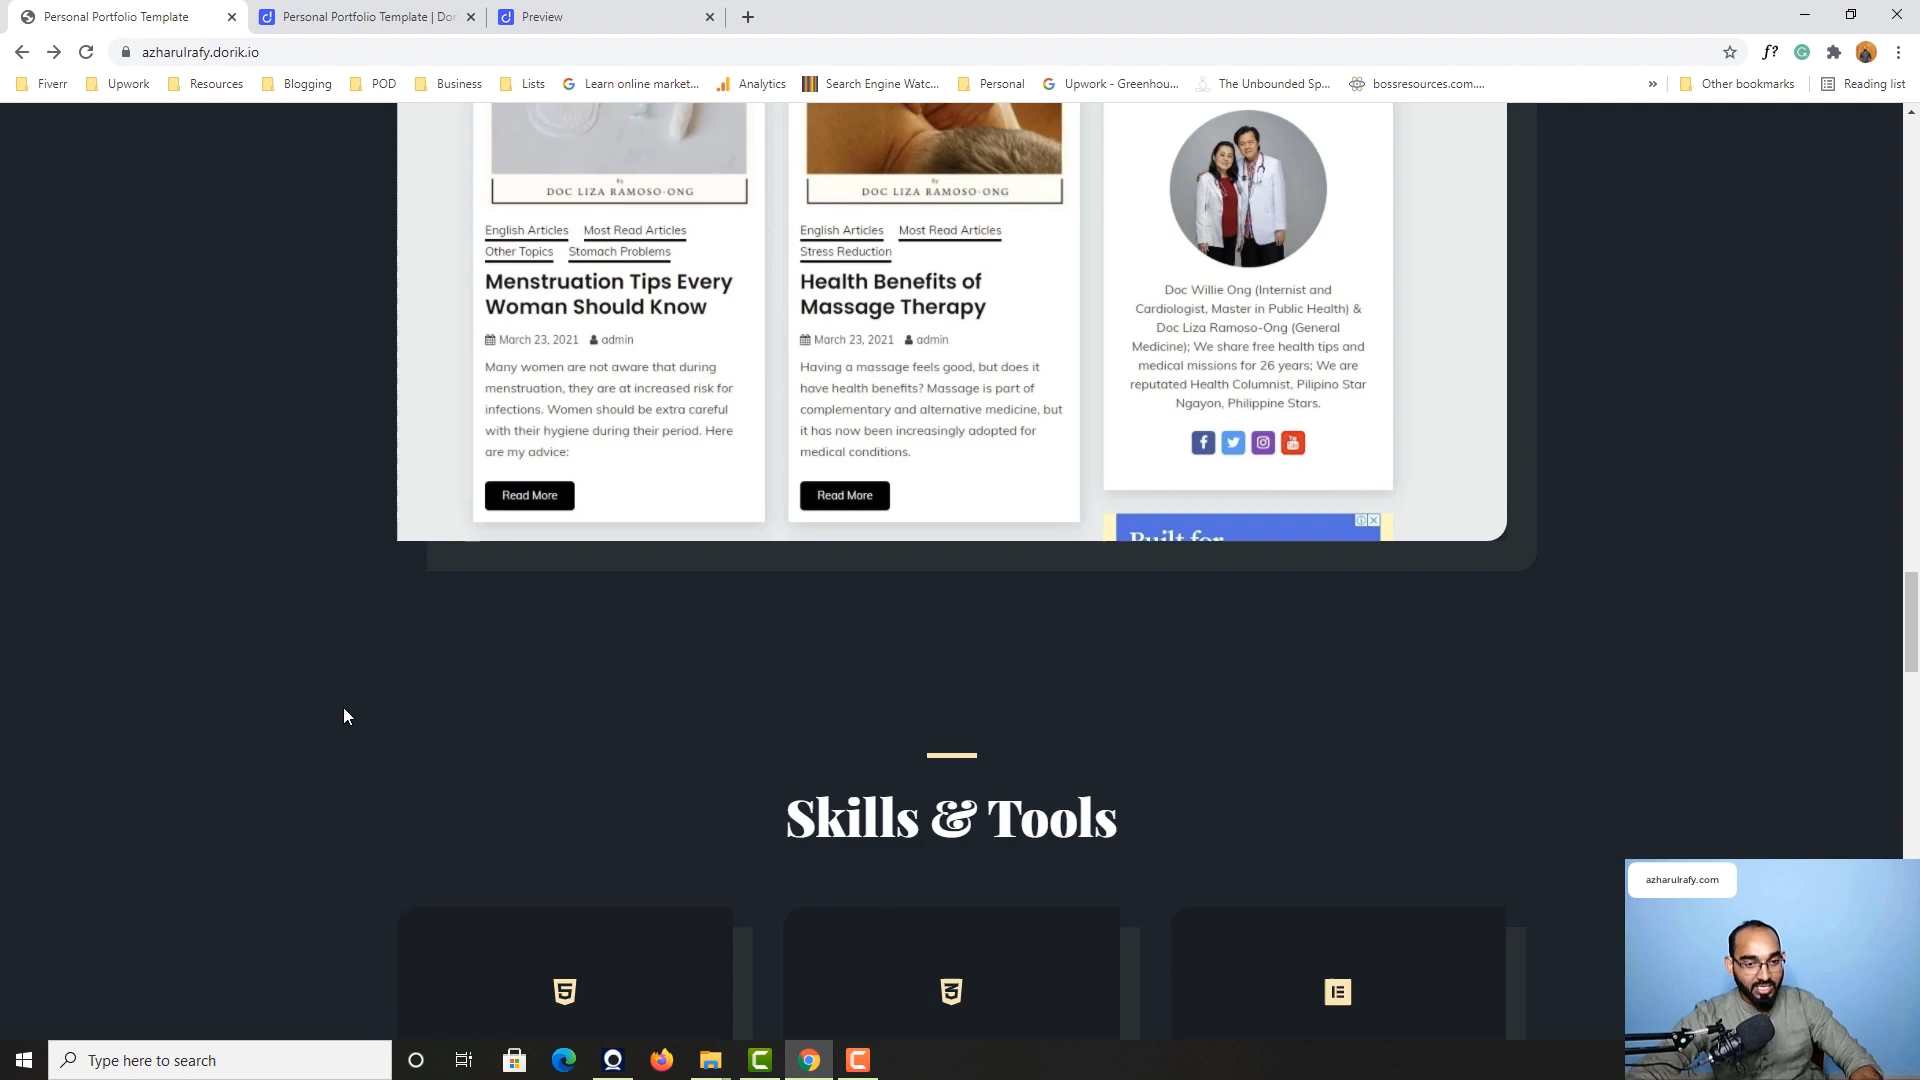 Personal Portfolio Template
Personal Portfolio Template | Dor
Preview
azharulrafy.dorik.io
f?
Fiverr
Upwork
Resources
Blogging
POD
Business
Lists
Learn online market...
Analytics
Search Engine Watc...
Personal
Upwork - Greenhou...
The Unbounded Sp...
bossresources.com....
»
Other bookmarks
Reading list
By
DOC LIZA RAMOSO-ONG
English Articles Most Read Articles
Other Topics Stomach Problems
Menstruation Tips Every
Woman Should Know
March 23, 2021 admin
Many women are not aware that during
menstruation, they are at increased risk for
infections. Women should be extra careful
with their hygiene during their period. Here
are my advice:
Read More
By
DOC LIZA RAMOSO-ONG
English Articles Most Read Articles
Stress Reduction
Health Benefits of
Massage Therapy
March 23, 2021 admin
Having a massage feels good, but does it
have health benefits? Massage is part of
complementary and alternative medicine, but
it has now been increasingly adopted for
medical conditions.
Read More
Doc Willie Ong (Internist and
Cardiologist, Master in Public Health) &
Doc Liza Ramoso-Ong (General
Medicine); We share free health tips and
medical missions for 26 years; We are
reputated Health Columnist, Pilipino Star
Ngayon, Philippine Stars.
Built for
Skills & Tools
azharulrafy.com
Type here to search